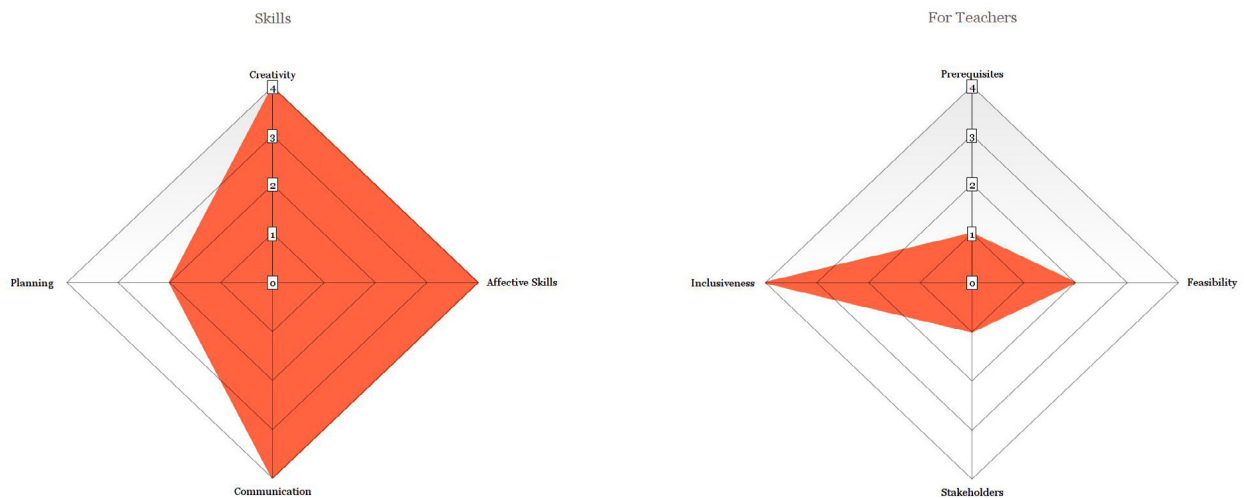 Skills
Creativity
4
3
2
1
0
Planning
Affective Skills
Communication
For Teachers
Prerequisites
4
3
2
1
0
Inclusiveness
Feasibility
Stakeholders